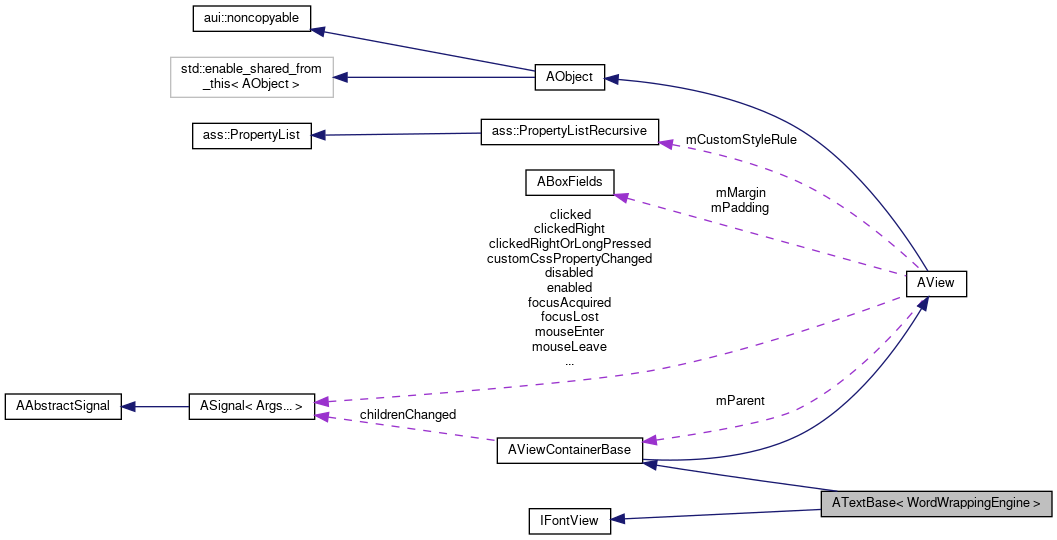 aui::noncopyable
std::enable_shared_from
_this< AObject >
AObject
ass::PropertyList
ass::PropertyListRecursive
mCustomStyleRule
ABoxFields
mMargin
mPadding
clicked
clickedRight
clickedRightOrLongPressed
customCssPropertyChanged
disabled
enabled
focusAcquired
focusLost
mouseEnter
mouseLeave
...
AView
AAbstractSignal
ASignal< Args... >
childrenChanged
mParent
AViewContainerBase
ATextBase< WordWrappingEngine >
IFontView